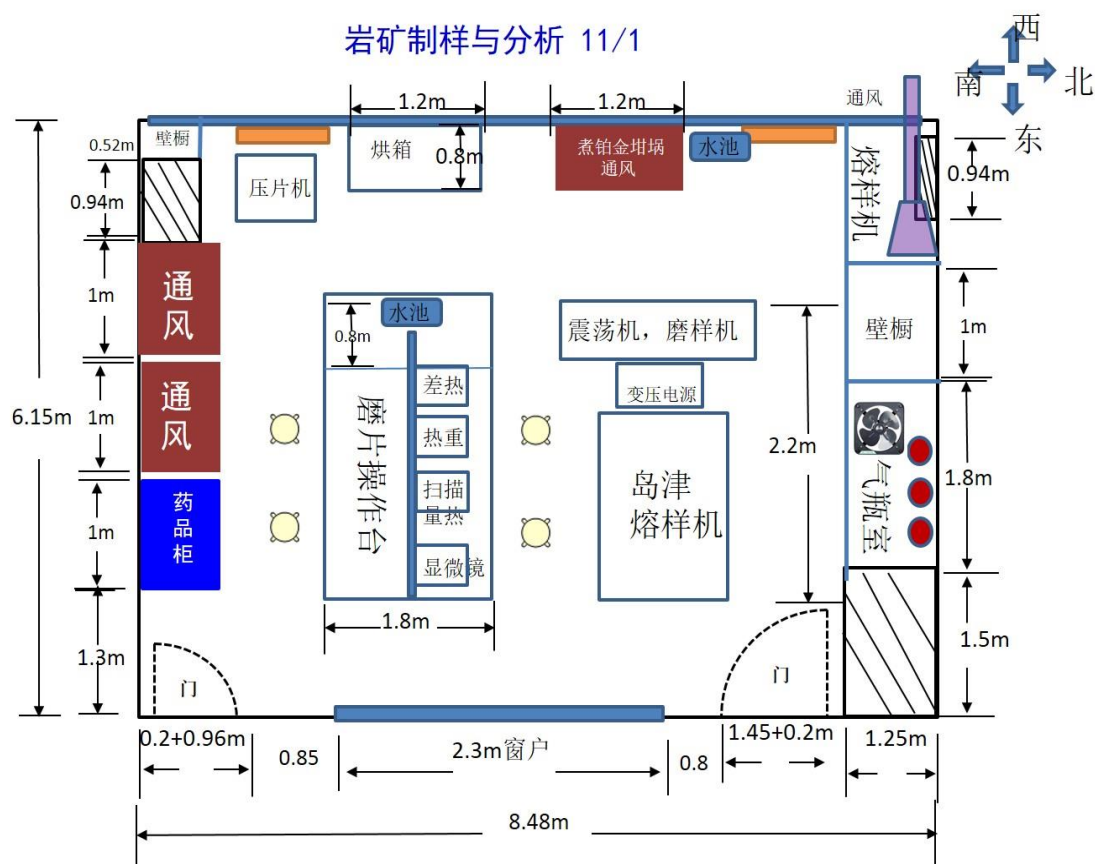 岩矿制样与分析 11/1
西
南
北
东
1.2m
1.2m
通风
壁橱
烘箱
0.8m
煮铂金坩埚
通风
水池
熔样机
0.52m
0.94m
0.94m
压片机
通风
1m
水池
0.8m
震荡机，磨样机
壁橱
1m
变压电源
6.15m
通风
1m
磨片操作台
差热
热重
扫描
量热
显微镜
岛津
熔样机
2.2m
气瓶室
1.8m
药品柜
1m
1.8m
1.3m
1.5m
门
门
0.2+0.96m
0.85
2.3m窗户
0.8
1.45+0.2m
1.25m
8.48m